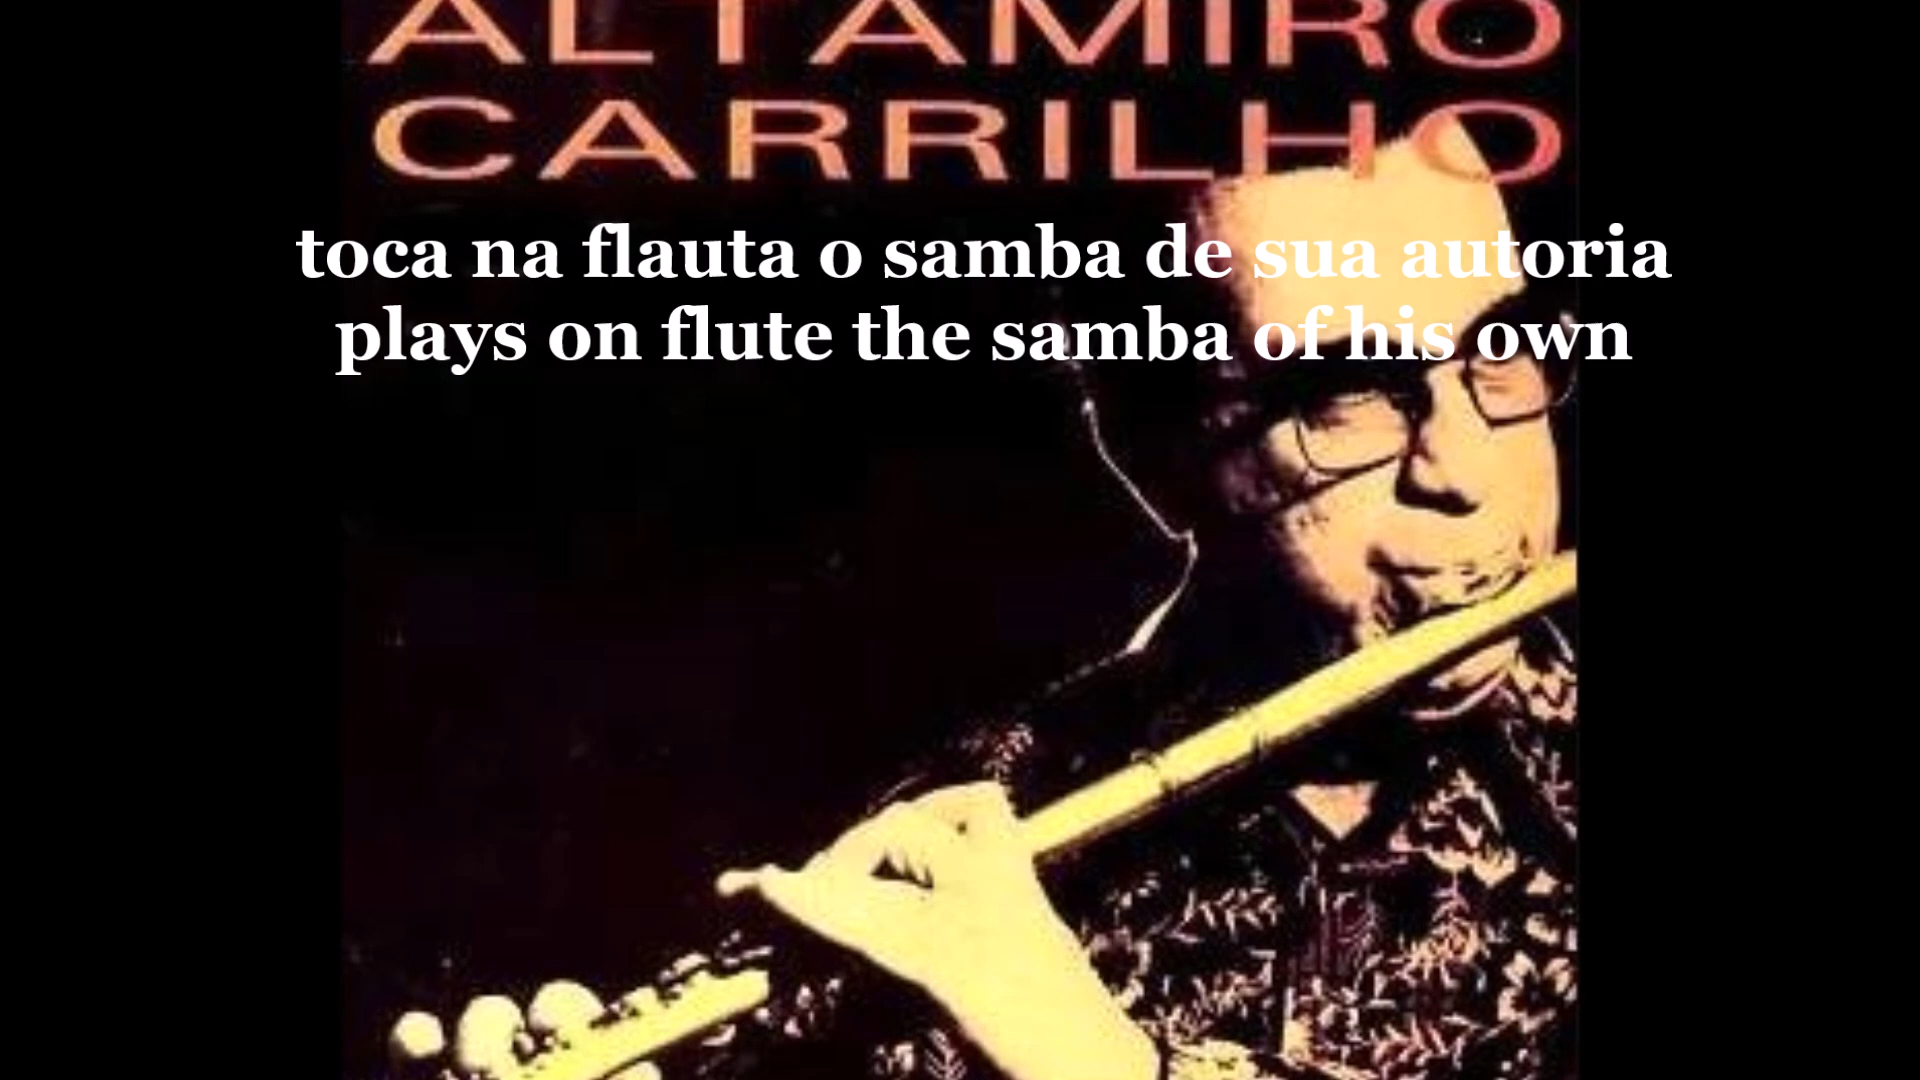 ALTAMIRO
CARRILHO
toca na flauta o samba de sua autoria
plays on flute the samba of his own